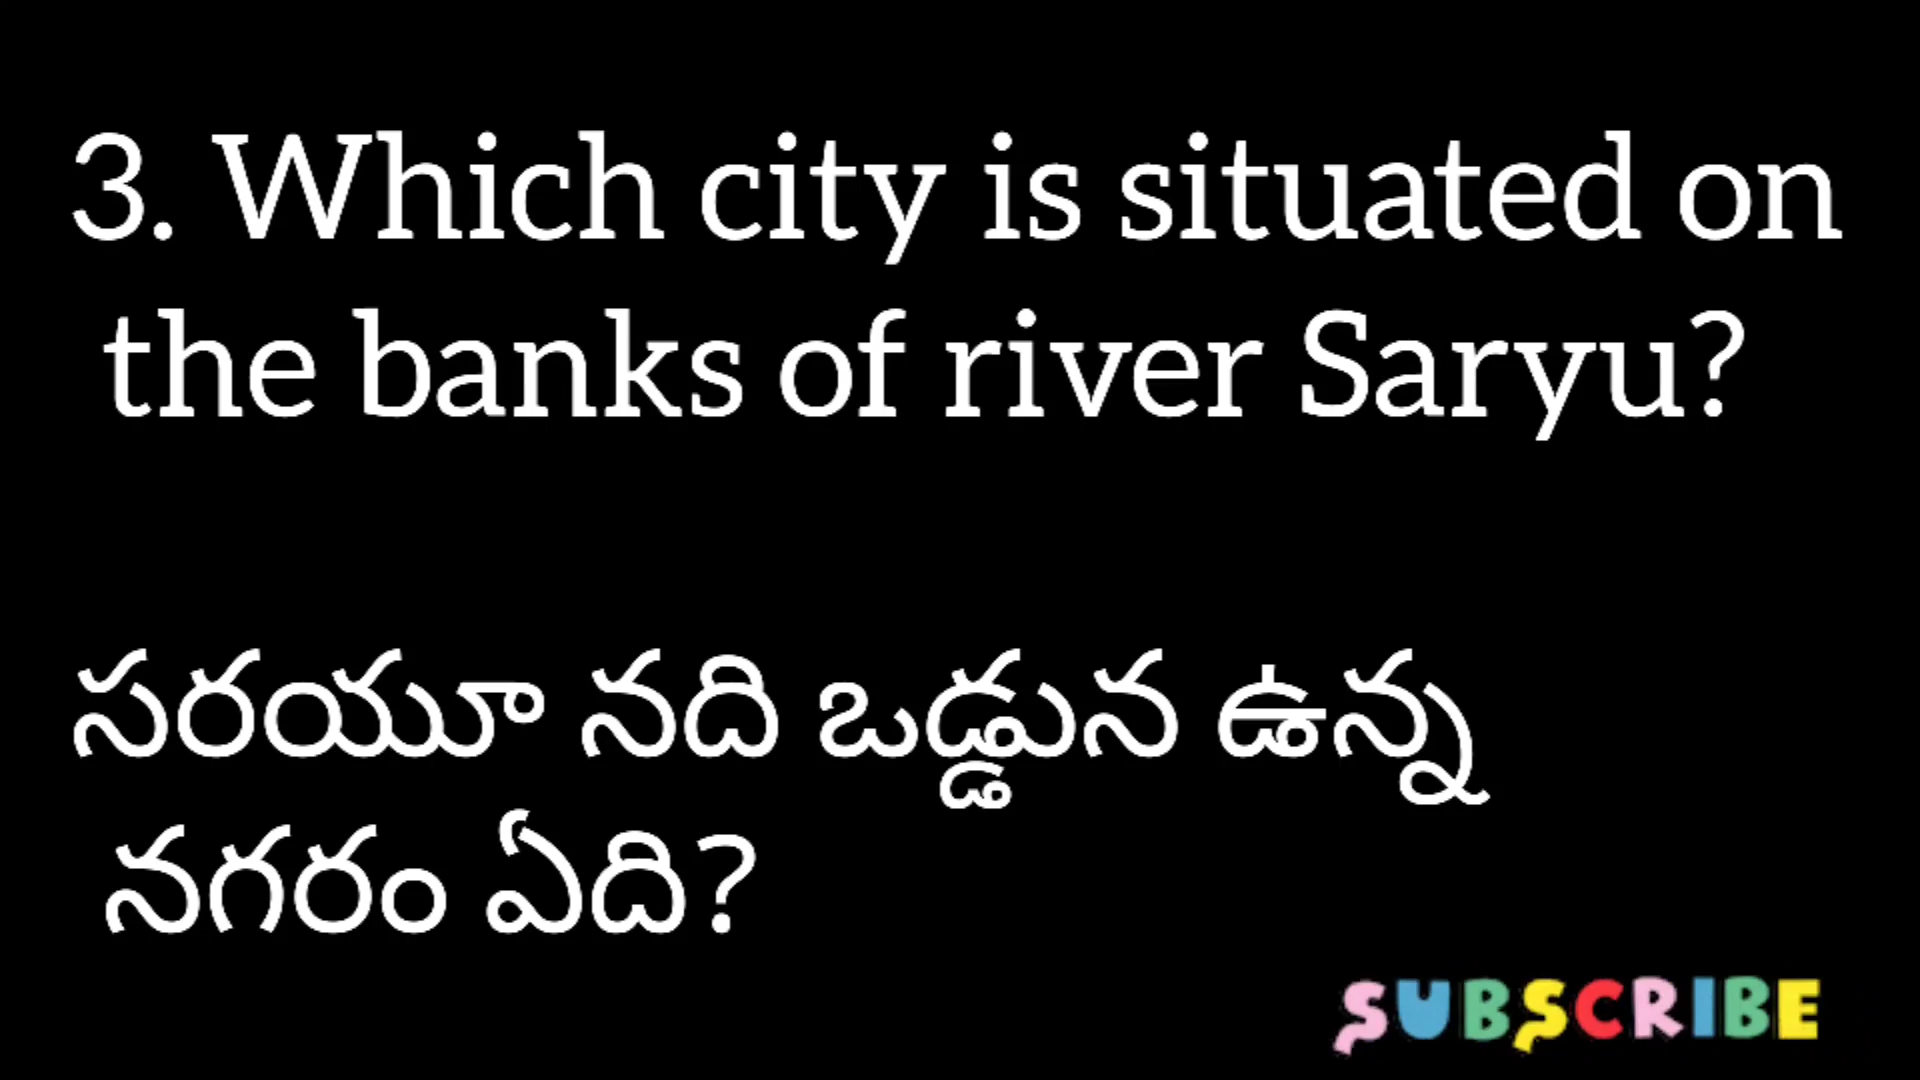 3. Which city is situated on
the banks of river Saryu?
సరయూ నది ఒడ్డున ఉన్న
నగరం ఏది?
SUBSCRIBE